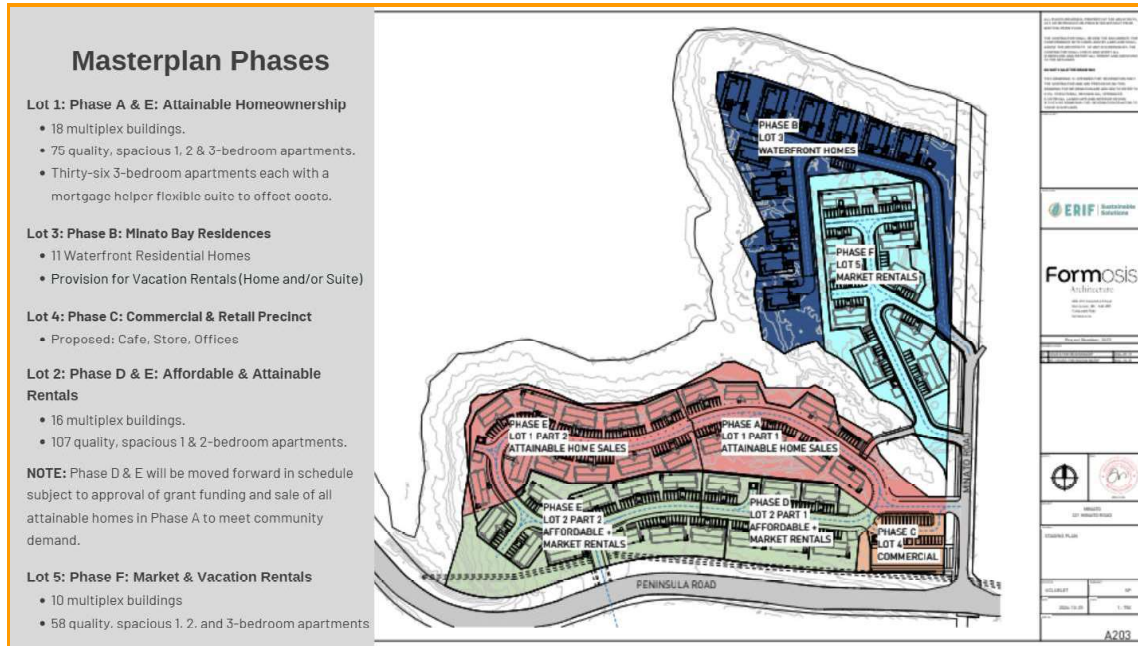 Masterplan Phases
Lot 1: Phase A & E: Attainable Homeownership
• 18 multiplex buildings.
• 75 quality, spacious 1, 2 & 3-bedroom apartments.
• Thirty-six 3-bedroom apartments each with a
mortgage helper flexible suite to offset costs.
Lot 3: Phase B: Minato Bay Residences
• 11 Waterfront Residential Homes
• Provision for Vacation Rentals (Home and/or Suite)
Lot 4: Phase C: Commercial & Retail Precinct
• Proposed: Cafe, Store, Offices
Lot 2: Phase D & E: Affordable & Attainable
Rentals
• 16 multiplex buildings.
• 107 quality, spacious 1 & 2-bedroom apartments.
NOTE: Phase D & E will be moved forward in schedule
subject to approval of grant funding and sale of all
attainable homes in Phase A to meet community
demand.
Lot 5: Phase F: Market & Vacation Rentals
• 10 multiplex buildings
• 58 quality, spacious 1, 2, and 3-bedroom apartments
PHASE B
LOT 3
WATERFRONT HOMES
PHASE F
LOT 5
MARKET RENTALS
PHASE E
LOT 1 PART 2
ATTAINABLE HOME SALES
PHASE A
LOT 1 PART 1
ATTAINABLE HOME SALES
PHASE E
LOT 2 PART 2
AFFORDABLE +
MARKET RENTALS
PHASE D
LOT 2 PART 1
AFFORDABLE +
MARKET RENTALS
PHASE C
LOT 4
COMMERCIAL
MINATO ROAD
PENINSULA ROAD
ERIF Sustainable
Solutions
Formosis
Architecture
MINATO
STAGING PLAN
UCLUELET
A203